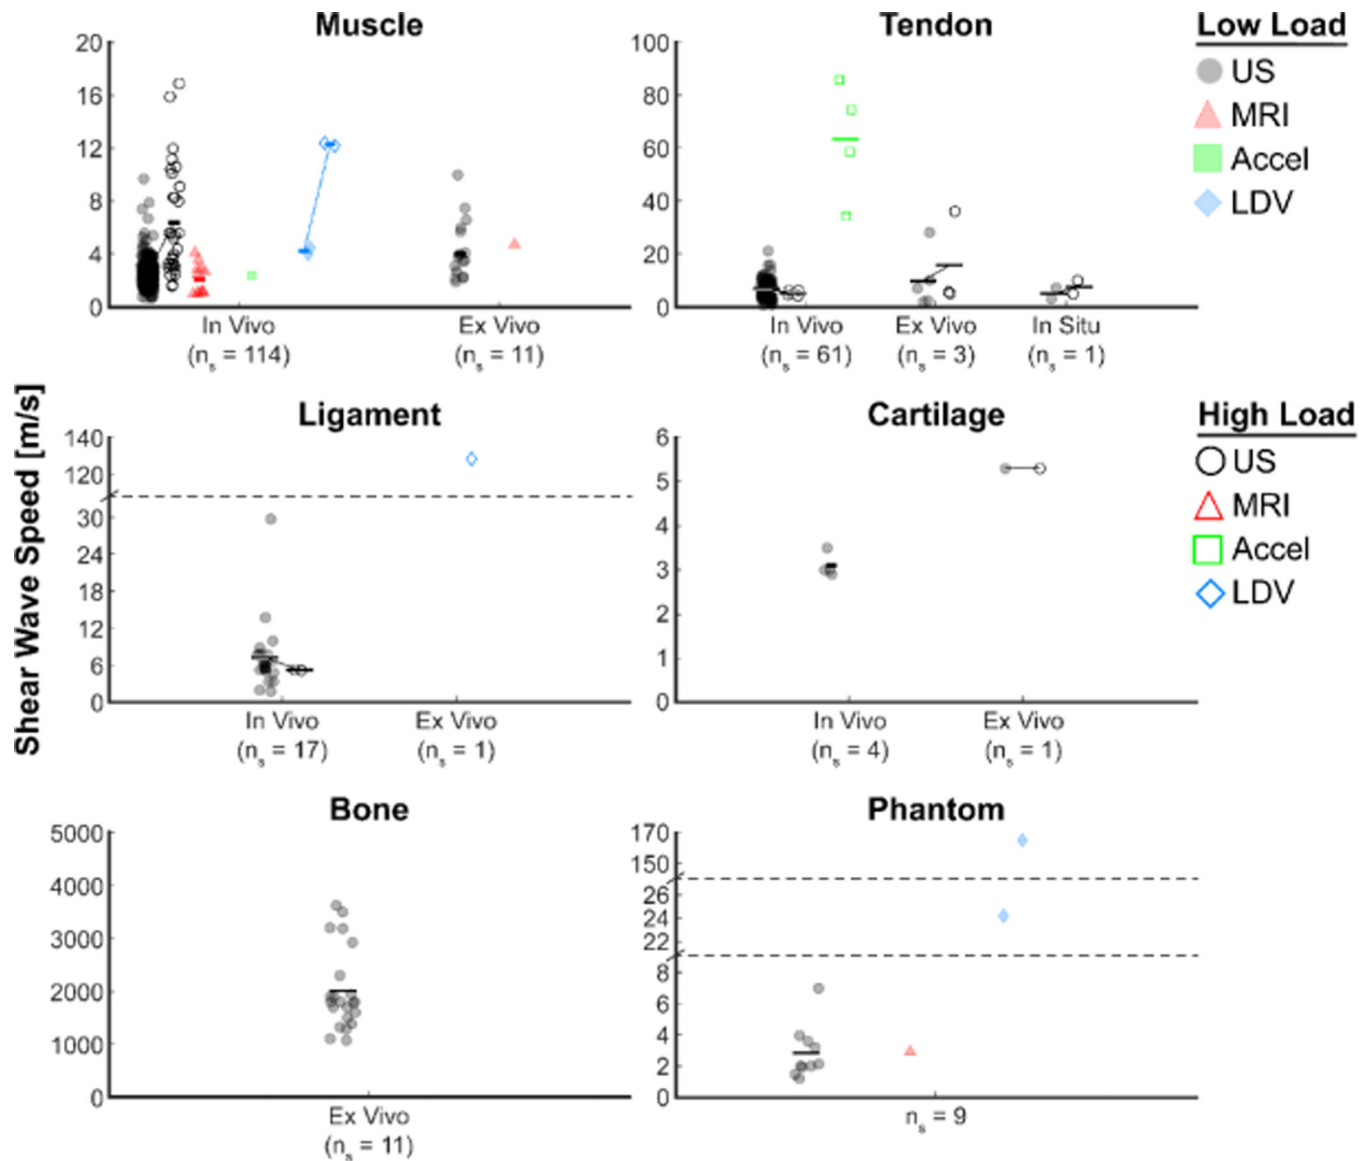 Muscle
20
16
12
8
4
0
In Vivo
(n_s = 114)
Ex Vivo
(n_s = 11)
Tendon
100
80
60
40
20
0
In Vivo
(n_s = 61)
Ex Vivo
(n_s = 3)
In Situ
(n_s = 1)
Low Load
US
MRI
Accel
LDV
Shear Wave Speed [m/s]
Ligament
140
120
30
24
18
12
6
0
In Vivo
(n_s = 17)
Ex Vivo
(n_s = 1)
Cartilage
6
5
4
3
2
1
0
In Vivo
(n_s = 4)
Ex Vivo
(n_s = 1)
High Load
US
MRI
Accel
LDV
Bone
5000
4000
3000
2000
1000
0
Ex Vivo
(n_s = 11)
Phantom
170
150
26
24
22
8
6
4
2
0
n_s = 9